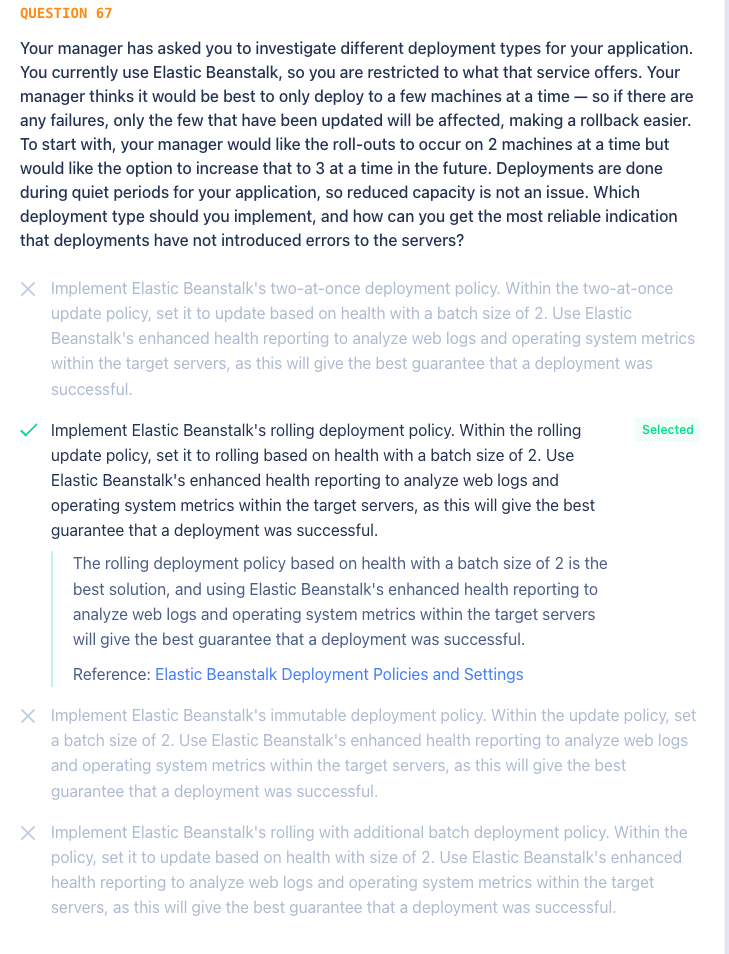 QUESTION 67
Your manager has asked you to investigate different deployment types for your application.
You currently use Elastic Beanstalk, so you are restricted to what that service offers. Your
manager thinks it would be best to only deploy to a few machines at a time — so if there are
any failures, only the few that have been updated will be affected, making a rollback easier.
To start with, your manager would like the roll-outs to occur on 2 machines at a time but
would like the option to increase that to 3 at a time in the future. Deployments are done
during quiet periods for your application, so reduced capacity is not an issue. Which
deployment type should you implement, and how can you get the most reliable indication
that deployments have not introduced errors to the servers?
Implement Elastic Beanstalk's two-at-once deployment policy. Within the two-at-once
update policy, set it to update based on health with a batch size of 2. Use Elastic
Beanstalk's enhanced health reporting to analyze web logs and operating system metrics
within the target servers, as this will give the best guarantee that a deployment was
successful.
Implement Elastic Beanstalk's rolling deployment policy. Within the rolling
Selected
update policy, set it to rolling based on health with a batch size of 2. Use
Elastic Beanstalk's enhanced health reporting to analyze web logs and
operating system metrics within the target servers, as this will give the best
guarantee that a deployment was successful.
The rolling deployment policy based on health with a batch size of 2 is the
best solution, and using Elastic Beanstalk's enhanced health reporting to
analyze web logs and operating system metrics within the target servers
will give the best guarantee that a deployment was successful.
Reference: Elastic Beanstalk Deployment Policies and Settings
Implement Elastic Beanstalk's immutable deployment policy. Within the update policy, set
a batch size of 2. Use Elastic Beanstalk's enhanced health reporting to analyze web logs
and operating system metrics within the target servers, as this will give the best
guarantee that a deployment was successful.
Implement Elastic Beanstalk's rolling with additional batch deployment policy. Within the
policy, set it to update based on health with size of 2. Use Elastic Beanstalk's enhanced
health reporting to analyze web logs and operating system metrics within the target
servers, as this will give the best guarantee that a deployment was successful.